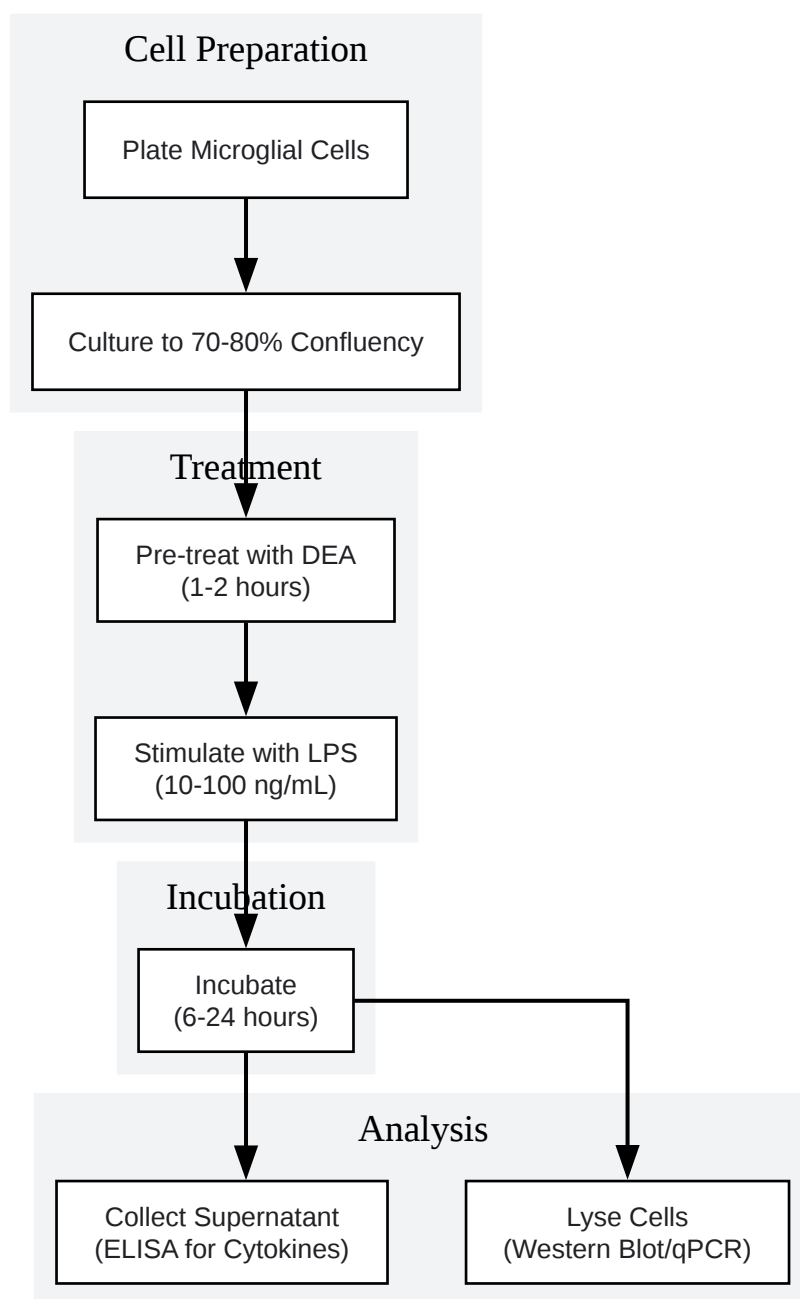 Cell Preparation
Plate Microglial Cells
Culture to 70-80% Confluency
Treatment
Pre-treat with DEA
(1-2 hours)
Stimulate with LPS
(10-100 ng/mL)
Incubation
Incubate
(6-24 hours)
Analysis
Collect Supernatant
(ELISA for Cytokines)
Lyse Cells
(Western Blot/qPCR)